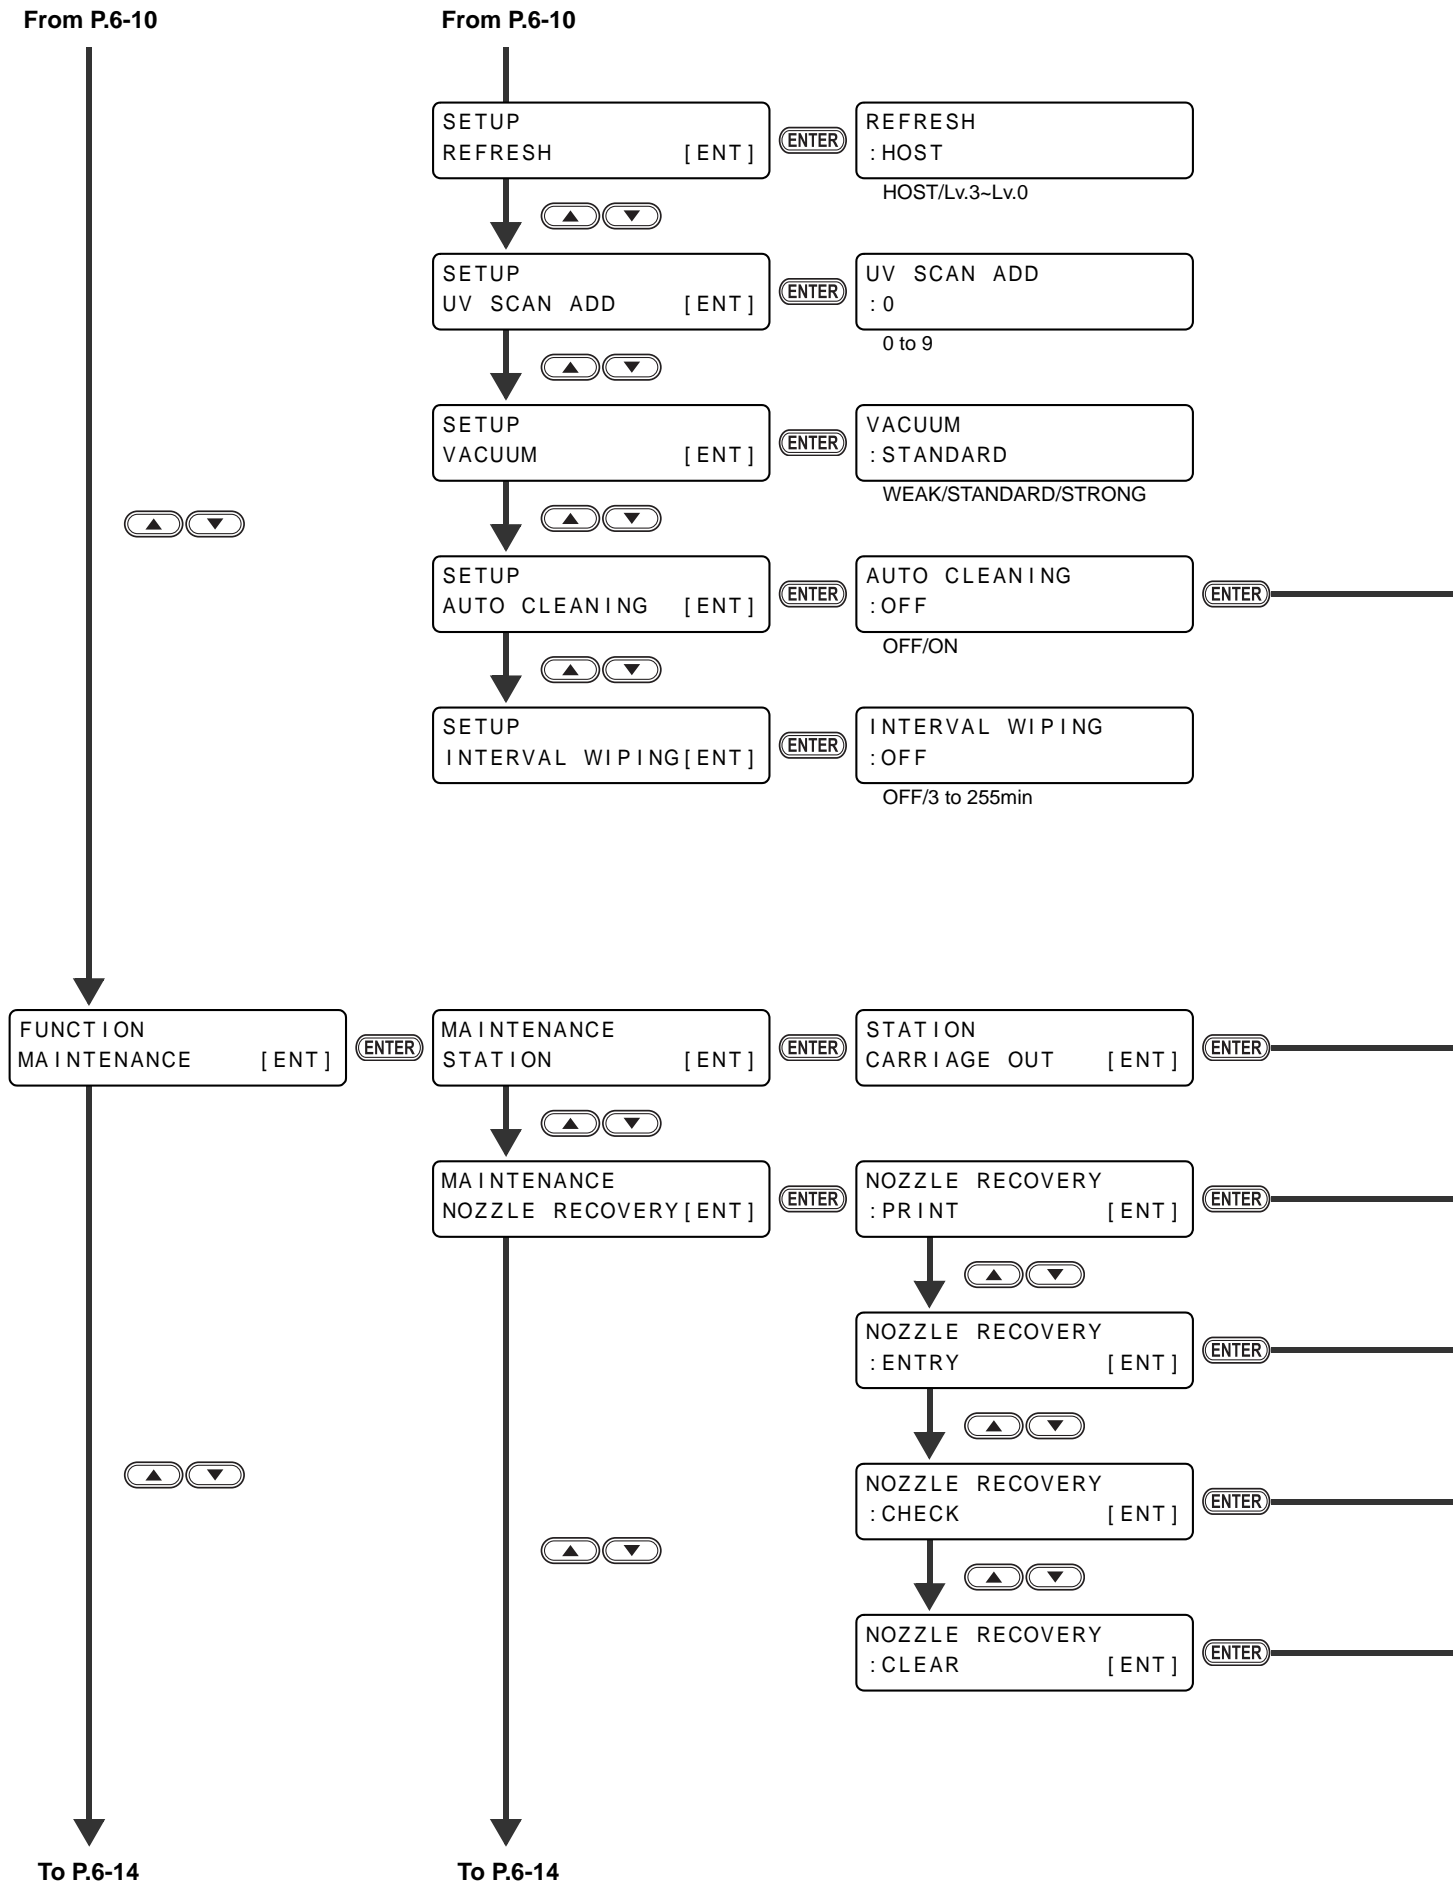 From P.6-10
From P.6-10
SETUP
REFRESH [ENT]
ENTER
REFRESH
:HOST
HOST/Lv.3~Lv.0
SETUP
UV SCAN ADD [ENT]
ENTER
UV SCAN ADD
:0
0 to 9
SETUP
VACUUM [ENT]
ENTER
VACUUM
:STANDARD
WEAK/STANDARD/STRONG
SETUP
AUTO CLEANING [ENT]
ENTER
AUTO CLEANING
:OFF
ENTER
OFF/ON
SETUP
INTERVAL WIPING[ENT]
ENTER
INTERVAL WIPING
:OFF
OFF/3 to 255min
FUNCTION
MAINTENANCE [ENT]
ENTER
MAINTENANCE
STATION [ENT]
ENTER
STATION
CARRIAGE OUT [ENT]
ENTER
MAINTENANCE
NOZZLE RECOVERY[ENT]
ENTER
NOZZLE RECOVERY
:PRINT [ENT]
ENTER
NOZZLE RECOVERY
:ENTRY [ENT]
ENTER
NOZZLE RECOVERY
:CHECK [ENT]
ENTER
NOZZLE RECOVERY
:CLEAR [ENT]
ENTER
To P.6-14
To P.6-14